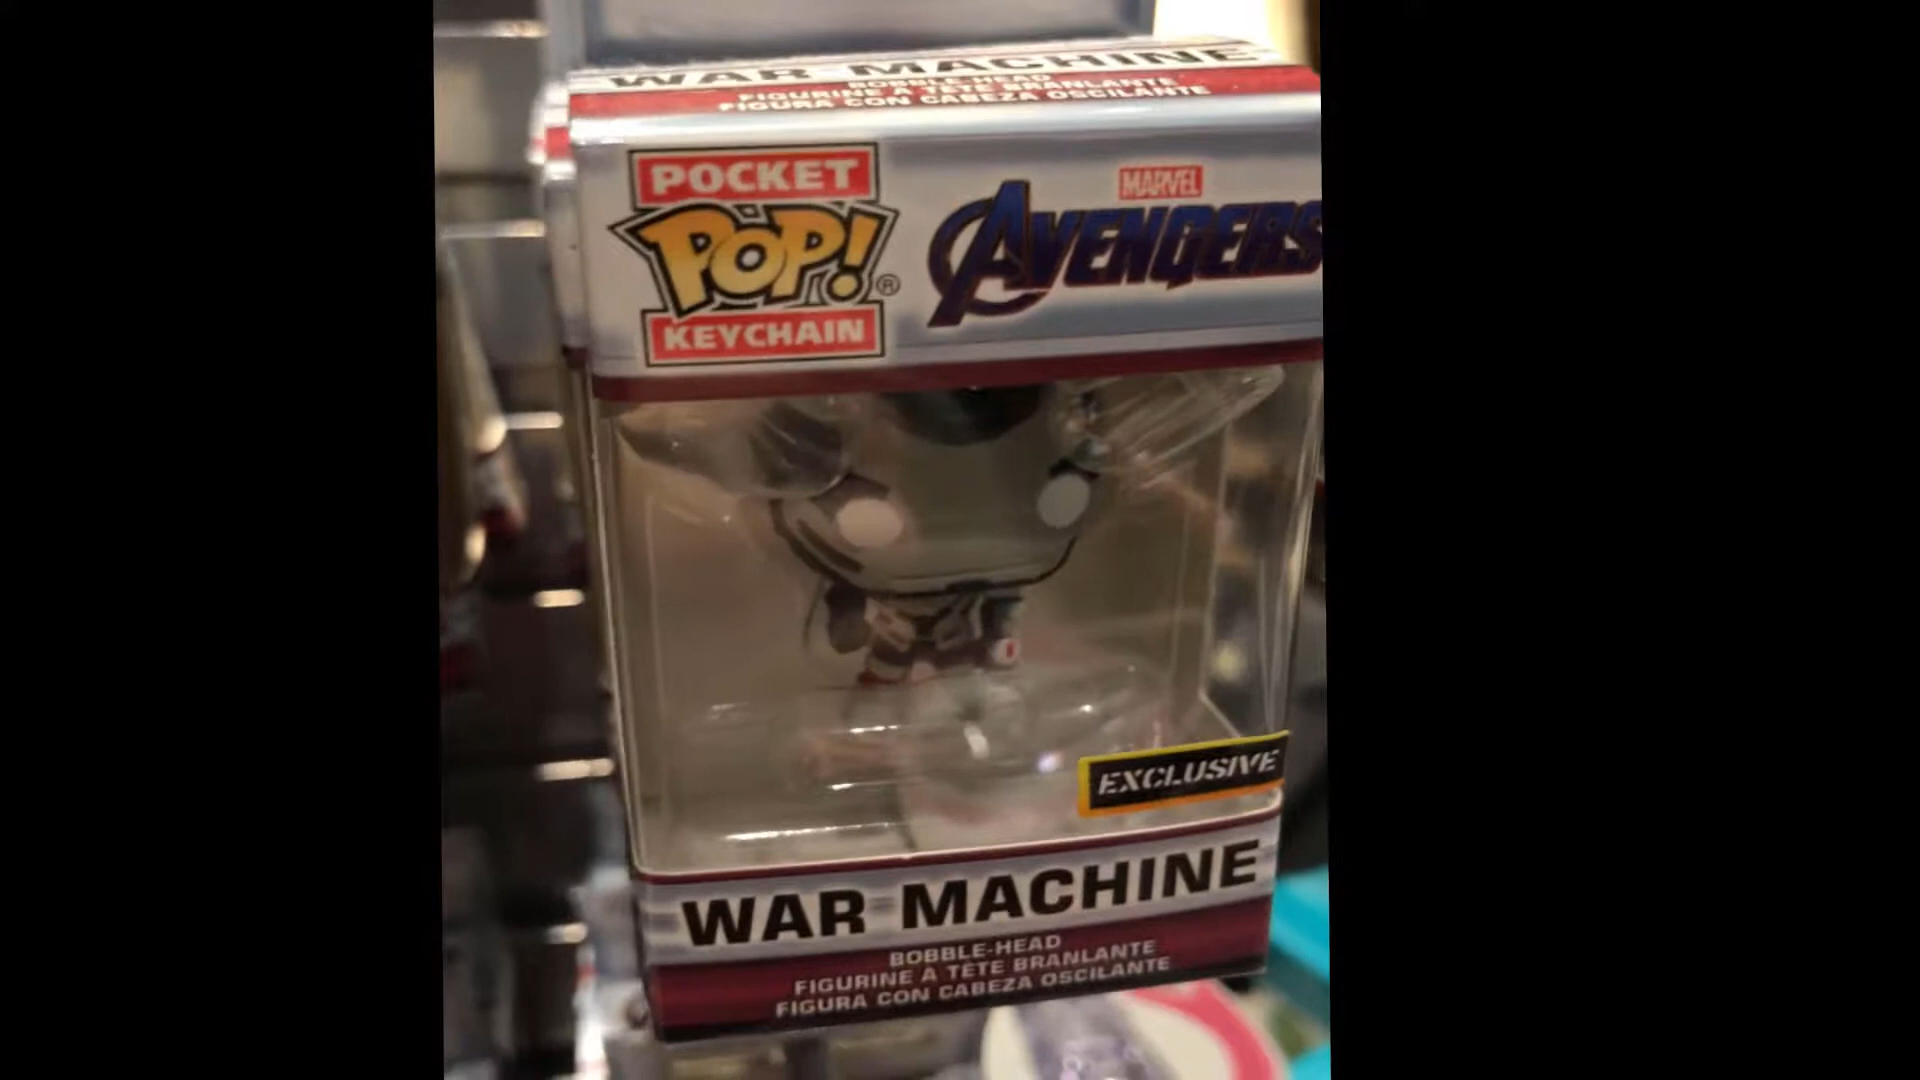 WAR MACHINE
BOBBLE-HEAD
FIGURINE A TÊTE BRANLANTE
FIGURA CON CABEZA OSCILANTE
POCKET
POP!®
KEYCHAIN
MARVEL
AVENGERS
EXCLUSIVE
WAR MACHINE
BOBBLE-HEAD
FIGURINE A TÊTE BRANLANTE
FIGURA CON CABEZA OSCILANTE